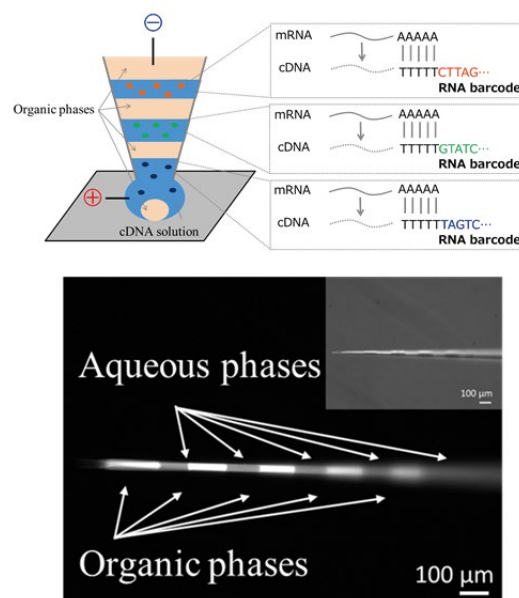 ⊖
mRNA
AAAAA
cDNA
TTTTTCTTAG···
RNA barcode
Organic phases
mRNA
AAAAA
cDNA
TTTTTGTATC···
RNA barcode
mRNA
AAAAA
cDNA
TTTTTTAGTC···
RNA barcode
⊕
cDNA solution
100 µm
Aqueous phases
Organic phases
100 µm